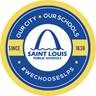 OUR CITY • OUR SCHOOLS
SINCE
1838
SAINT LOUIS
PUBLIC SCHOOLS
#WECHOOSESLPS